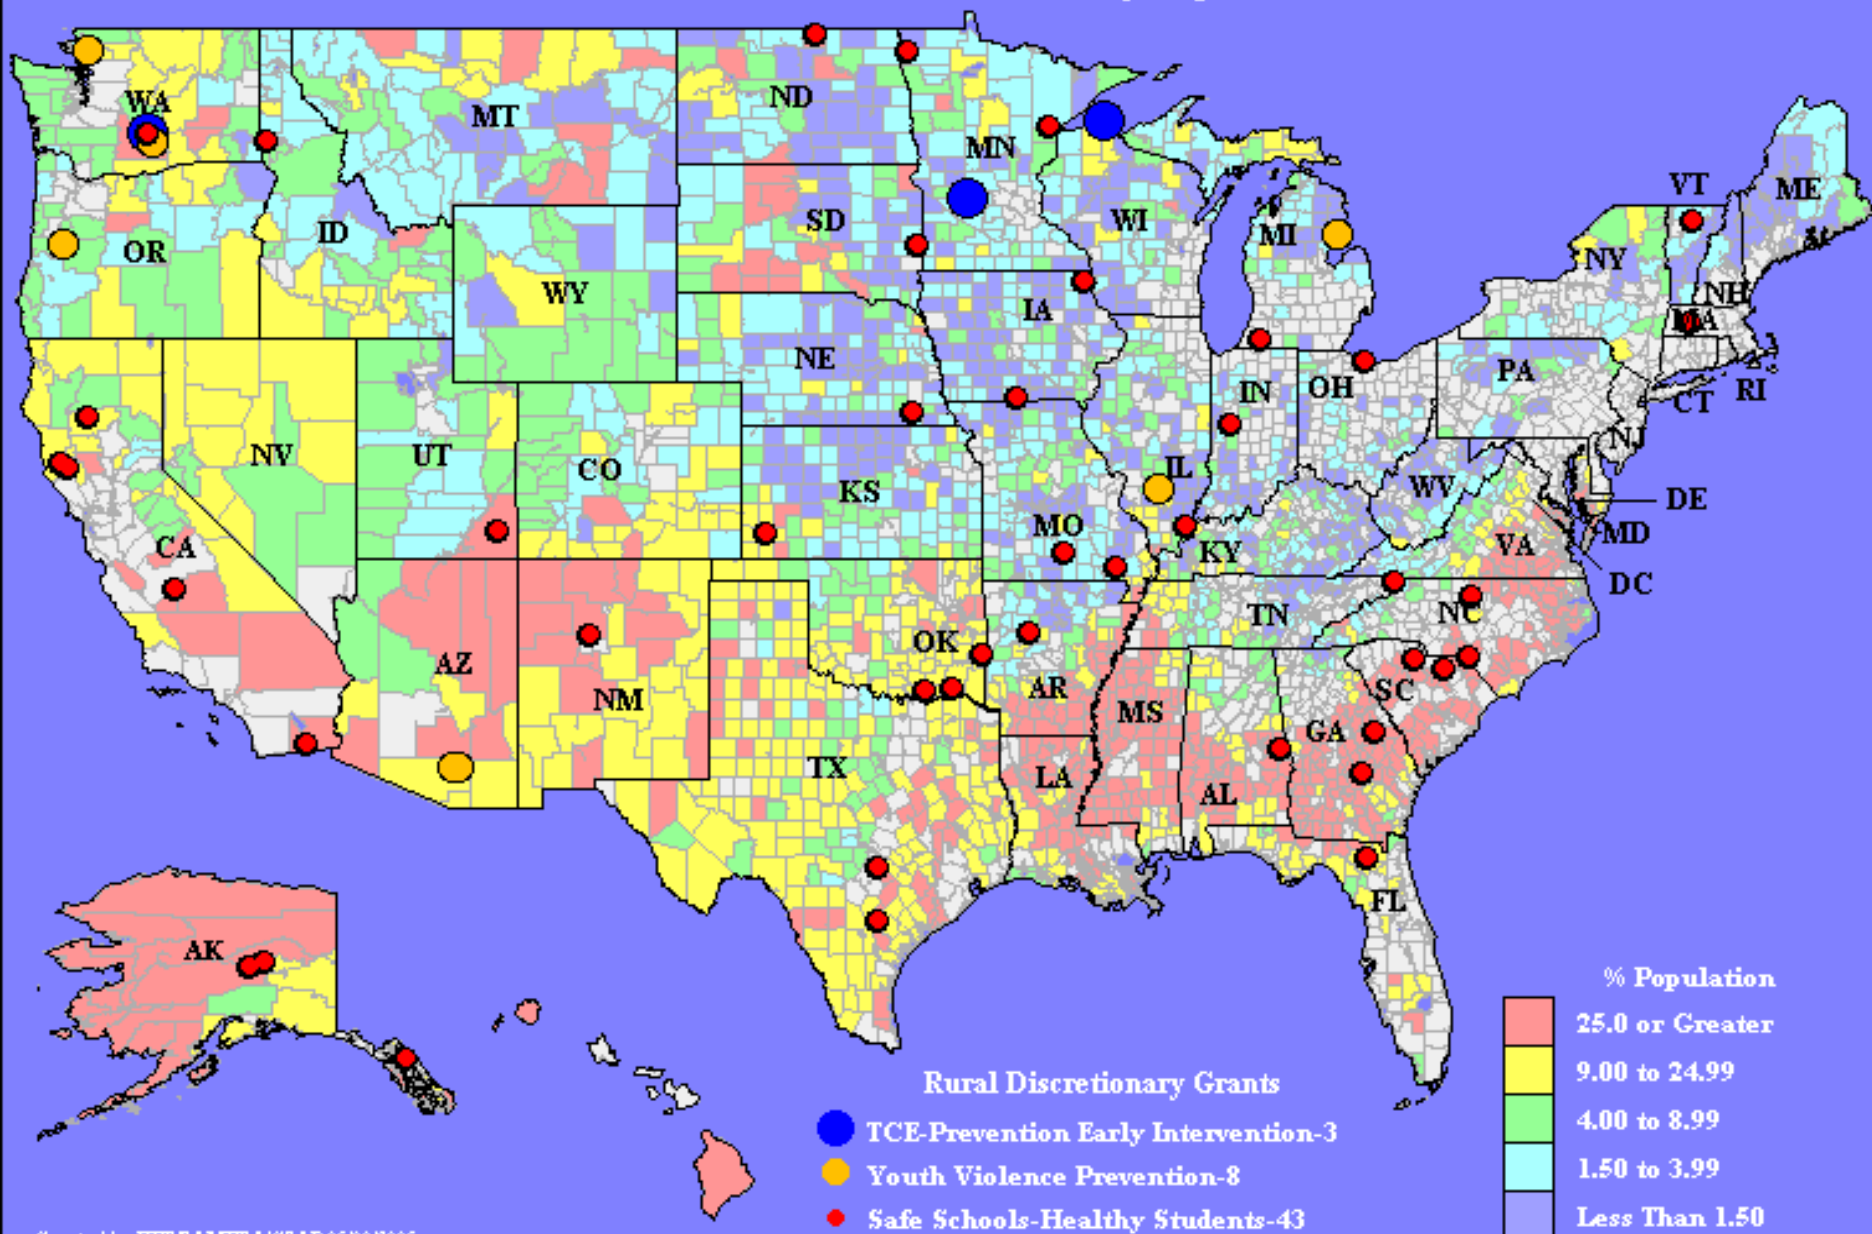 WA
MT
ND
MN
VT
ME
OR
ID
SD
WI
MI
NY
WY
IA
NH
MA
NE
PA
IN
OH
RI
CT
NV
UT
CO
NJ
IL
KS
WV
DE
MO
MD
CA
KY
VA
DC
TN
NC
OK
AZ
AR
SC
NM
MS
GA
TX
LA
AL
FL
AK
% Population
25.0 or Greater
9.00 to 24.99
4.00 to 8.99
1.50 to 3.99
Less Than 1.50
Rural Discretionary Grants
TCE-Prevention Early Intervention-3
Youth Violence Prevention-8
Safe Schools-Healthy Students-43